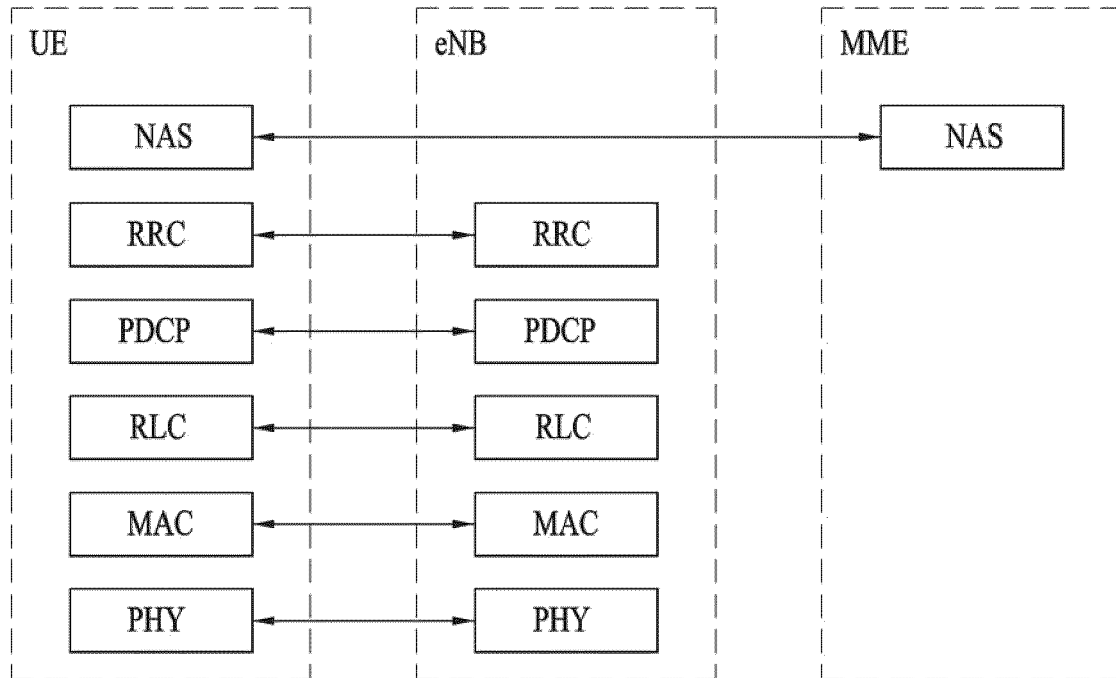 UE eNB MME
NAS NAS
RRC RRC
PDCP PDCP
RLC RLC
MAC MAC
PHY PHY